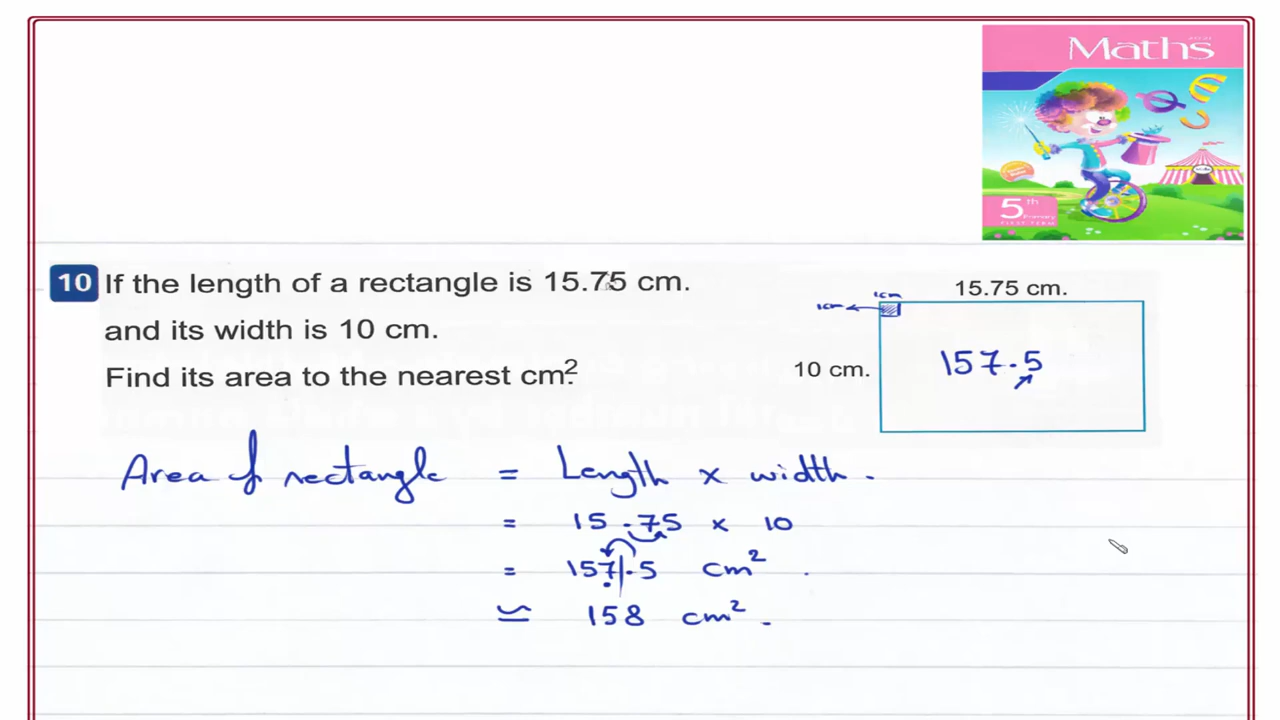 Maths
5th
Primary
10 If the length of a rectangle is 15.75 cm.
and its width is 10 cm.
Find its area to the nearest cm².
1cm
1cm
15.75 cm.
10 cm.
157.5
Area of rectangle = Length × width.
= 15.75 × 10
= 157.5 cm².
≃ 158 cm².